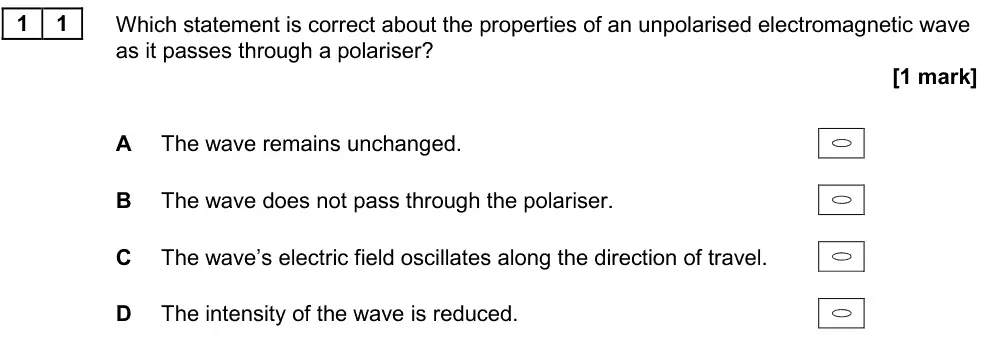 1 1 Which statement is correct about the properties of an unpolarised electromagnetic wave
as it passes through a polariser?
[1 mark]
A The wave remains unchanged.
B The wave does not pass through the polariser.
C The wave’s electric field oscillates along the direction of travel.
D The intensity of the wave is reduced.